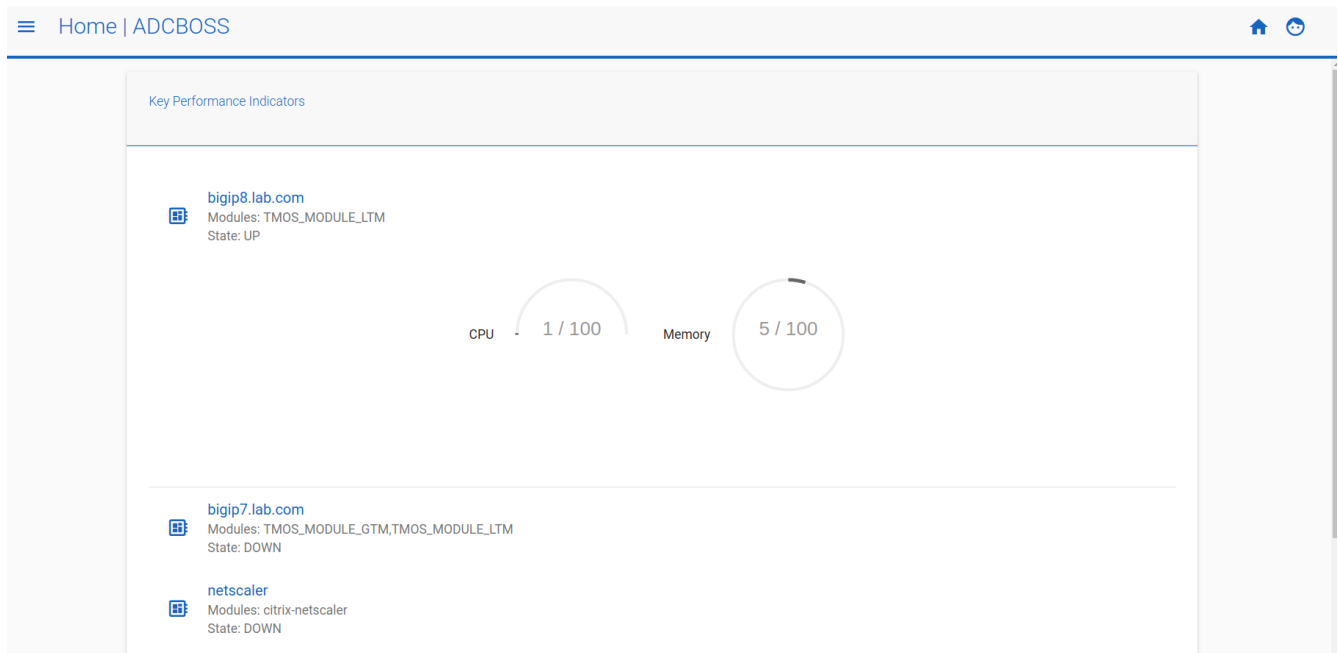 Home | ADCBOSS
Key Performance Indicators
bigip8.lab.com
Modules: TMOS_MODULE_LTM
State: UP
CPU 1 / 100 Memory 5 / 100
bigip7.lab.com
Modules: TMOS_MODULE_GTM,TMOS_MODULE_LTM
State: DOWN
netscaler
Modules: citrix-netscaler
State: DOWN